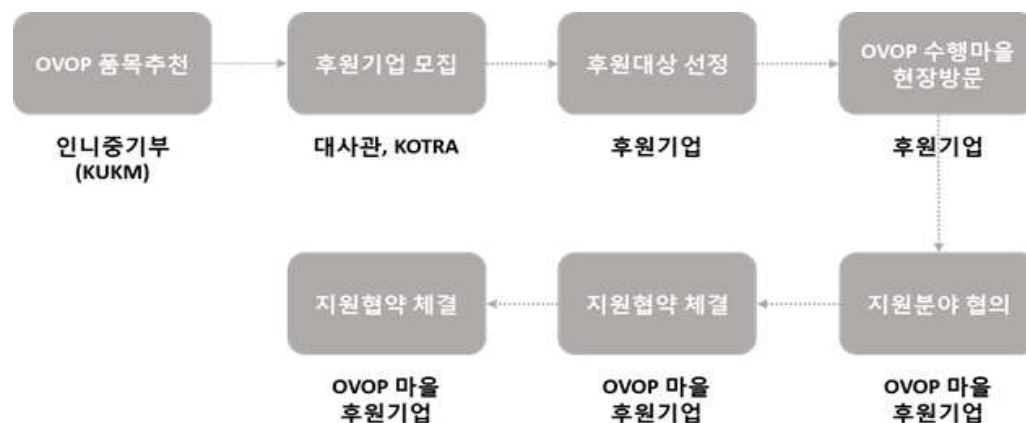 OVOP 품목추천
후원기업 모집
후원대상 선정
OVOP 수행마을
현장방문
인니중기부
(KUKM)
대사관, KOTRA
후원기업
후원기업
지원협약 체결
지원협약 체결
지원분야 협의
OVOP 마을
후원기업
OVOP 마을
후원기업
OVOP 마을
후원기업